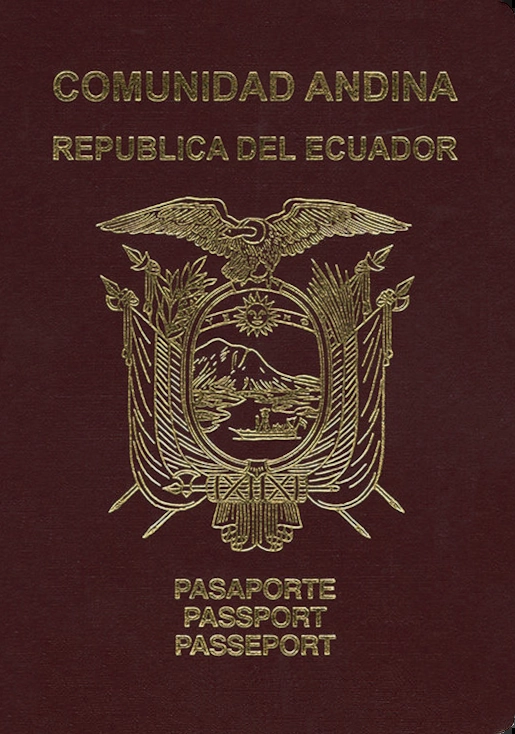 COMUNIDAD ANDINA
REPUBLICA DEL ECUADOR
PASAPORTE
PASSPORT
PASSEPORT